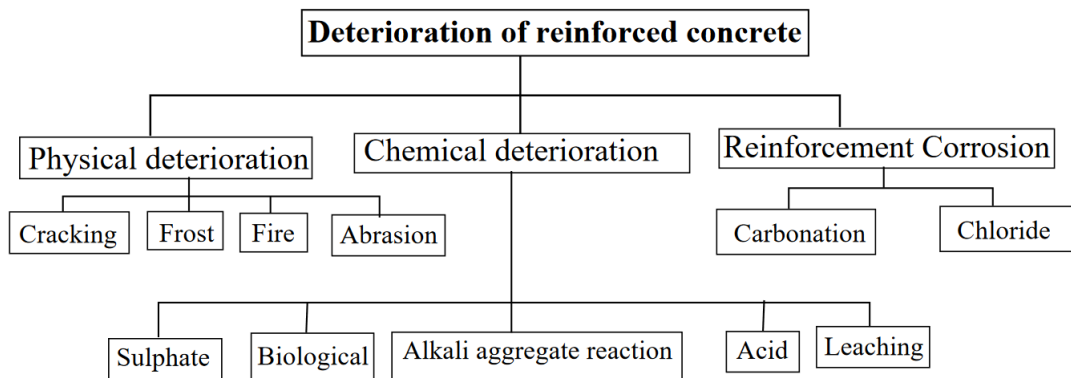 Deterioration of reinforced concrete
Physical deterioration
Chemical deterioration
Reinforcement Corrosion
Cracking
Frost
Fire
Abrasion
Carbonation
Chloride
Sulphate
Biological
Alkali aggregate reaction
Acid
Leaching